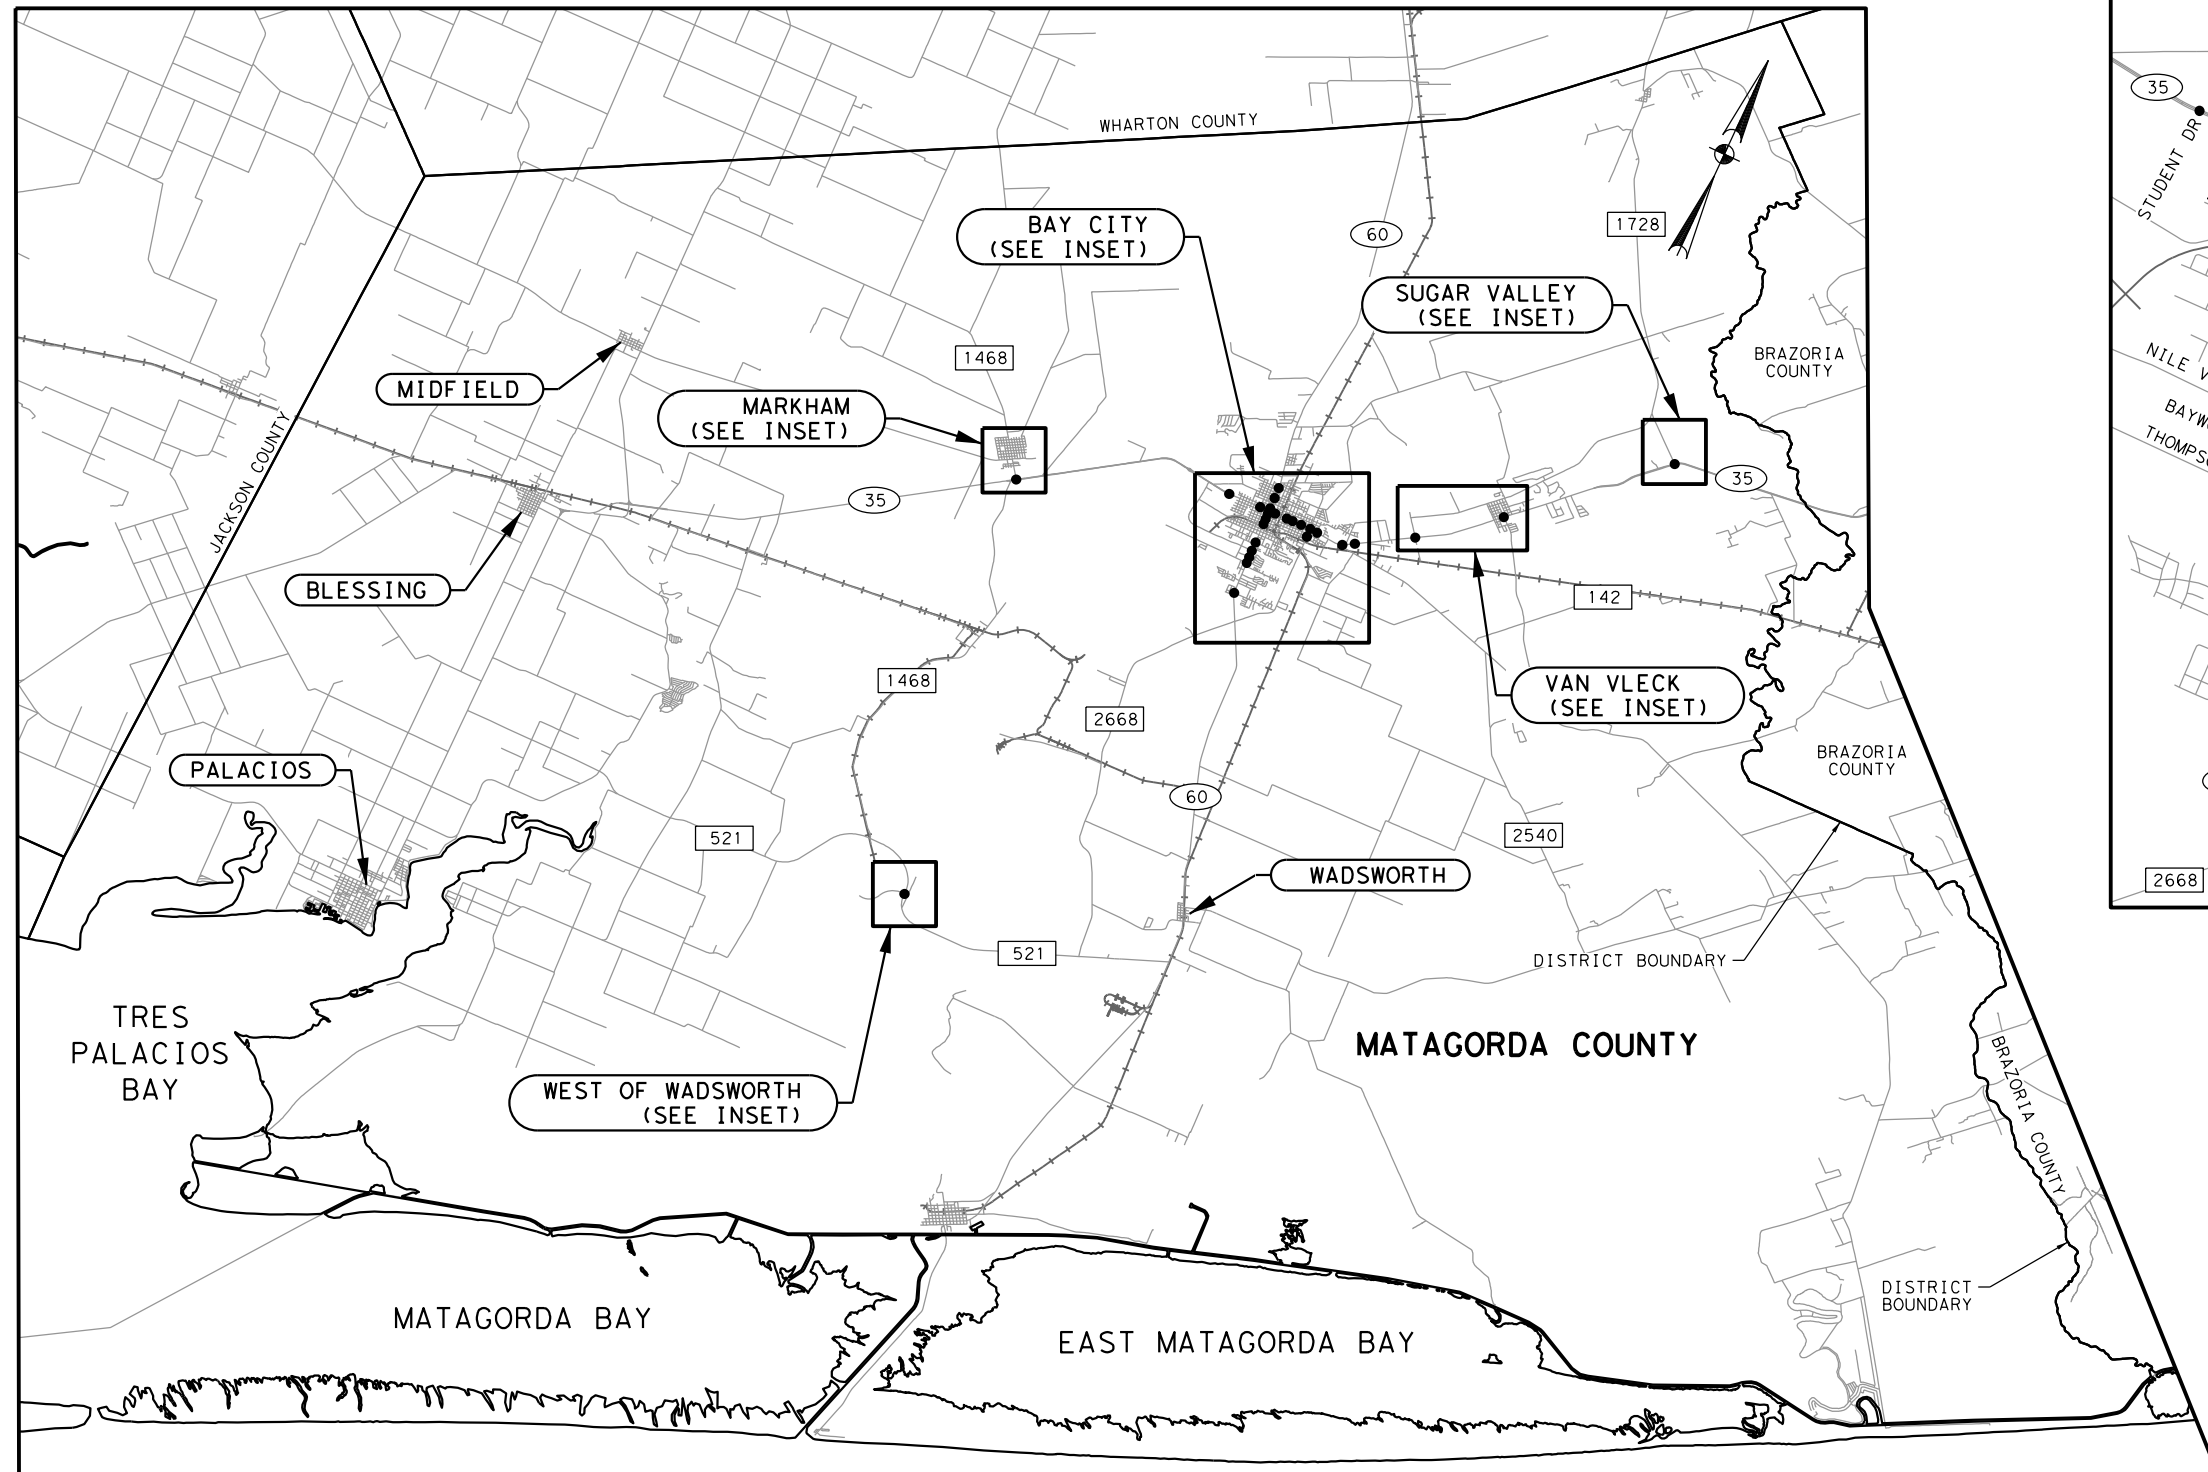 WHARTON COUNTY
35
STUDENT DR
BAY CITY
(SEE INSET)
60
1728
SUGAR VALLEY
(SEE INSET)
1468
BRAZORIA
COUNTY
NILE
MIDFIELD
MARKHAM
(SEE INSET)
JACKSON COUNTY
35
35
BLESSING
142
1468
2668
VAN VLECK
(SEE INSET)
BRAZORIA
COUNTY
PALACIOS
60
521
2540
WADSWORTH
2668
521
DISTRICT BOUNDARY
TRES
PALACIOS
BAY
MATAGORDA COUNTY
BRAZORIA COUNTY
WEST OF WADSWORTH
(SEE INSET)
DISTRICT
BOUNDARY
MATAGORDA BAY
EAST MATAGORDA BAY